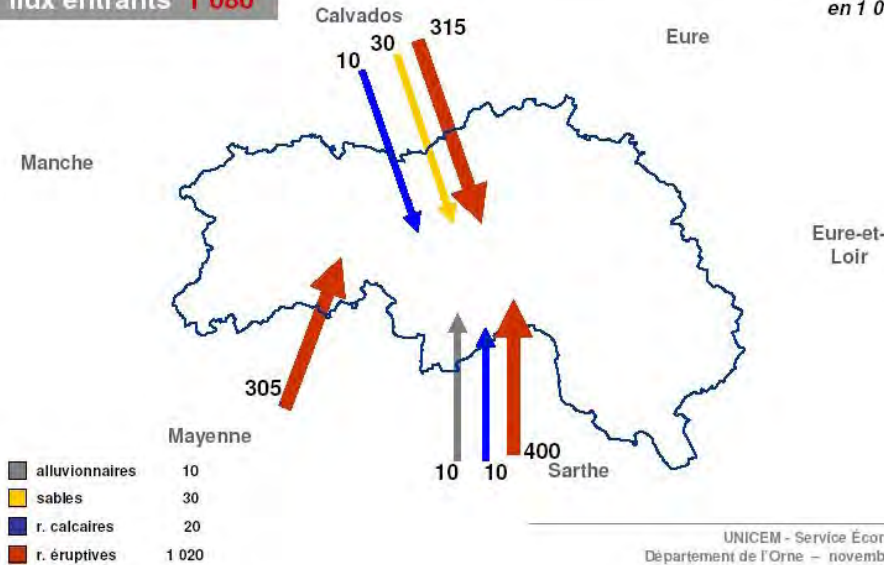 flux entrants 1 080
en 1 0
Calvados
315
30
10
Eure
Manche
Eure-et-
Loir
305
Mayenne
400
10
10
Sarthe
alluvionnaires 10
sables 30
r. calcaires 20
r. éruptives 1 020
UNICEM - Service Écor
Département de l'Orne – novemb